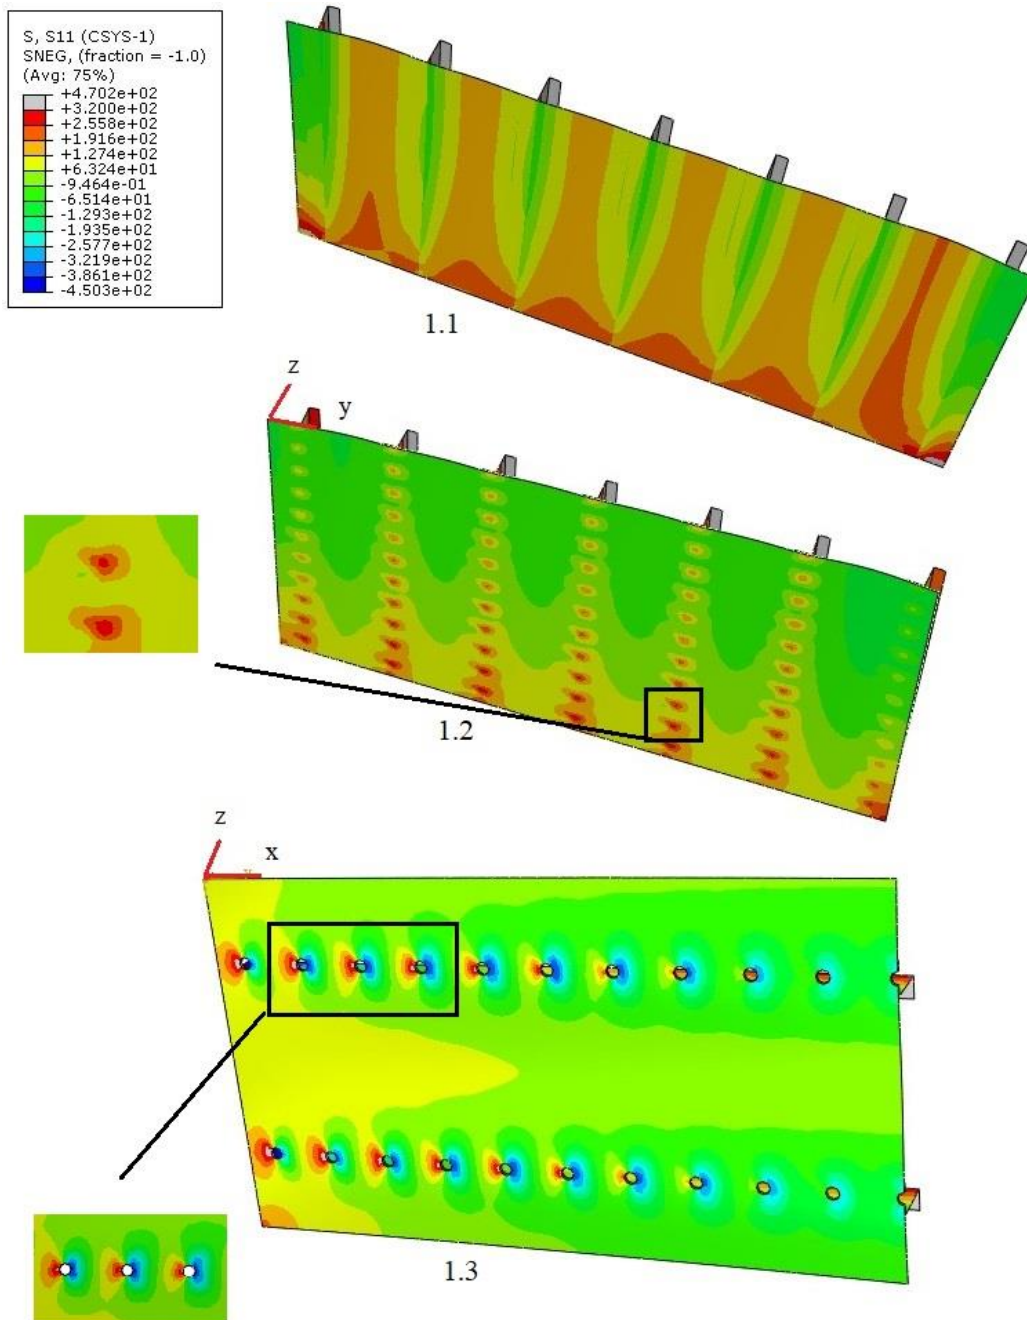 S, S11 (CSYS-1)
SNEG, (fraction = -1.0)
(Avg: 75%)
+4.702e+02
+3.200e+02
+2.558e+02
+1.916e+02
+1.274e+02
+6.324e+01
-9.464e-01
-6.514e+01
-1.293e+02
-1.935e+02
-2.577e+02
-3.219e+02
-3.861e+02
-4.503e+02
1.1
z
y
1.2
z
x
1.3